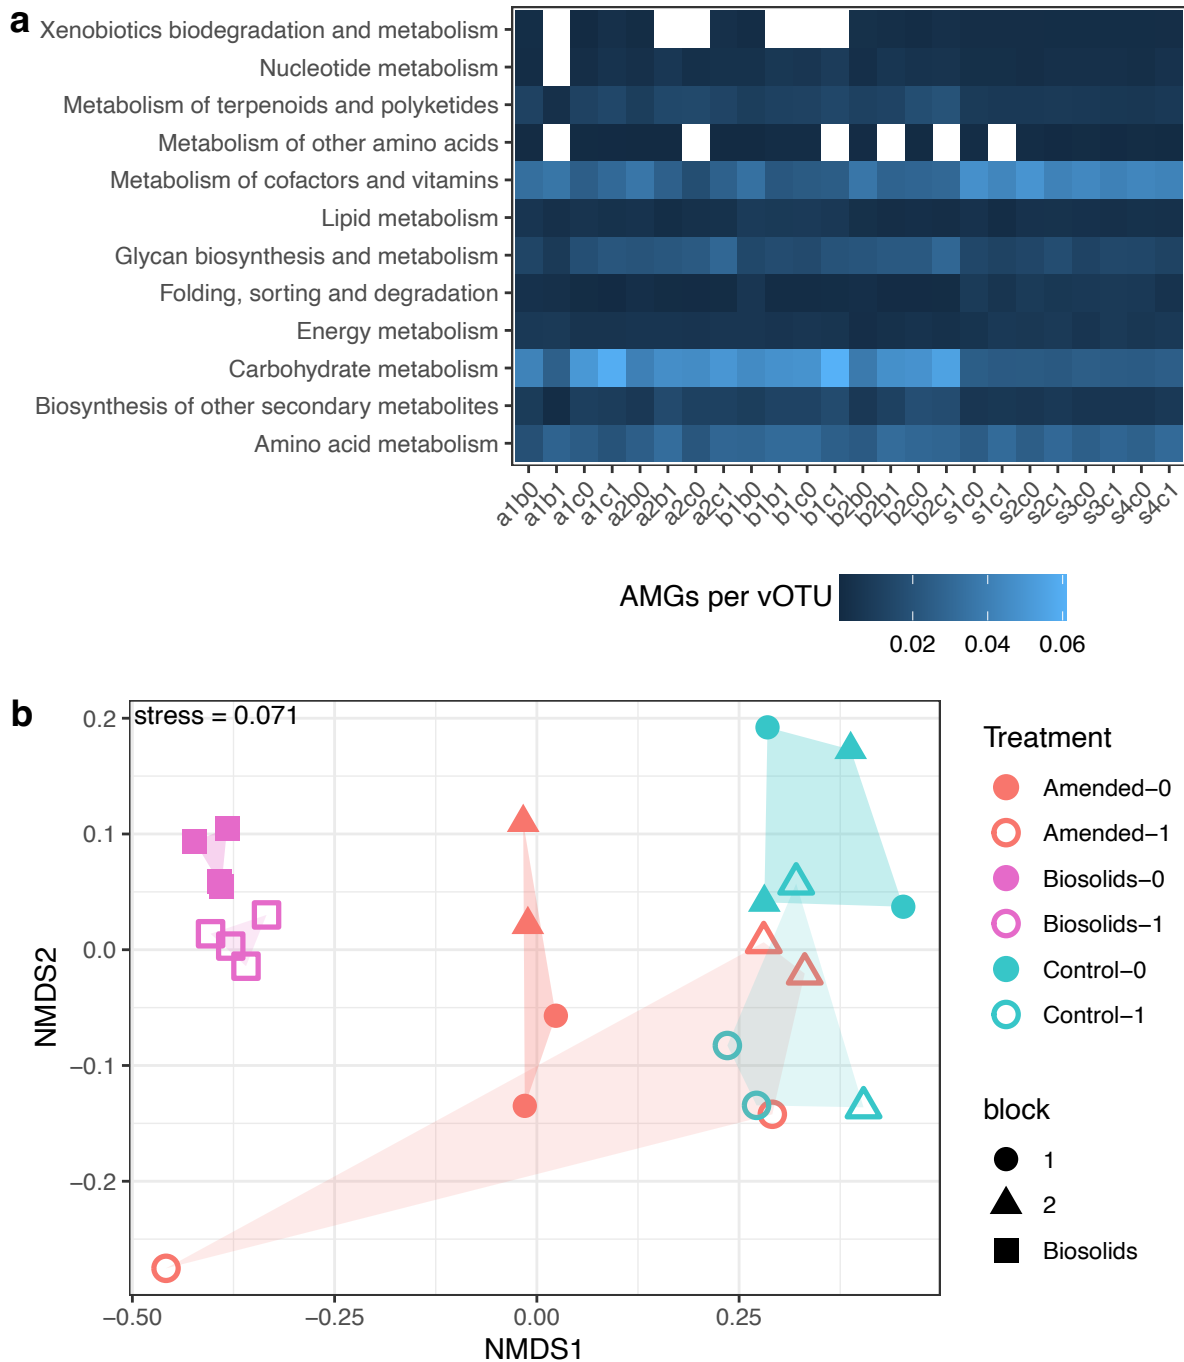 a
Xenobiotics biodegradation and metabolism
Nucleotide metabolism
Metabolism of terpenoids and polyketides
Metabolism of other amino acids
Metabolism of cofactors and vitamins
Lipid metabolism
Glycan biosynthesis and metabolism
Folding, sorting and degradation
Energy metabolism
Carbohydrate metabolism
Biosynthesis of other secondary metabolites
Amino acid metabolism
a1b0 a1b1 a1c0 a1c1 a2b0 a2b1 a2c0 a2c1 b1b0 b1b1 b1c0 b1c1 b2b0 b2b1 b2c0 b2c1 s1c0 s1c1 s2c0 s2c1 s3c0 s3c1 s4c0 s4c1
AMGs per vOTU
0.02 0.04 0.06
b
stress = 0.071
0.2
0.1
0.0
−0.1
−0.2
NMDS2
−0.50 −0.25 0.00 0.25
NMDS1
Treatment
Amended−0
Amended−1
Biosolids−0
Biosolids−1
Control−0
Control−1
block
1
2
Biosolids